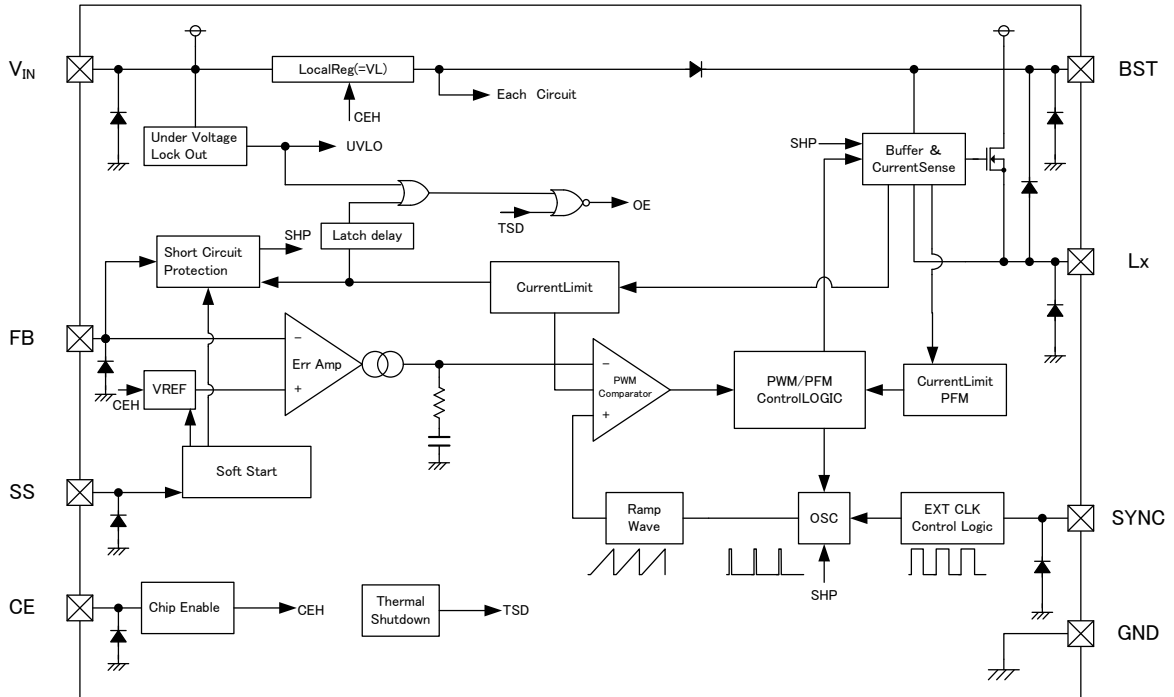 VIN
LocalReg(=VL)
BST
Each Circuit
CEH
Under Voltage
Lock Out
UVLO
SHP
Buffer &
CurrentSense
OE
TSD
Latch delay
SHP
Short Circuit
Protection
CurrentLimit
Lx
FB
−
Err Amp
+
CEH
VREF
−
PWM
Comparator
+
PWM/PFM
ControlLOGIC
CurrentLimit
PFM
Soft Start
SS
Ramp
Wave
OSC
EXT CLK
Control Logic
SYNC
SHP
CE
Chip Enable
CEH
Thermal
Shutdown
TSD
GND